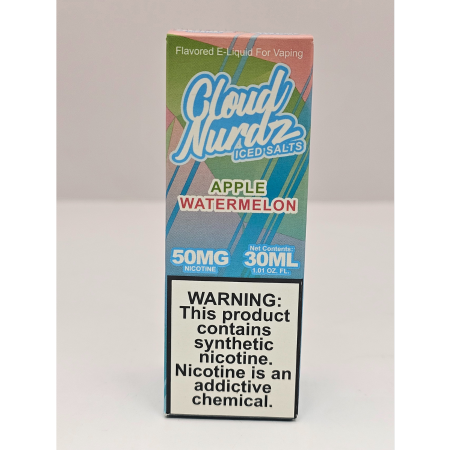 Flavored E-Liquid For Vaping
Cloud
Nurdz
ICED SALTS
APPLE
WATERMELON
50MG
NICOTINE
Net Contents:
30ML
1.01 OZ. FL.
WARNING:
This product
contains
synthetic
nicotine.
Nicotine is an
addictive
chemical.